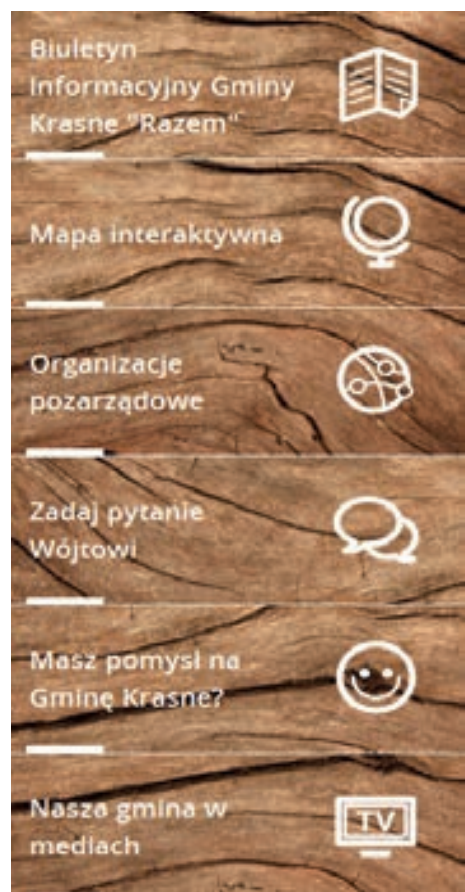 Biuletyn
Informacyjny Gminy
Krasne "Razem"
Mapa interaktywna
Organizacje
pozarządowe
Zadaj pytanie
Wójtowi
Masz pomysł na
Gminę Krasne?
Nasza gmina w
mediach
TV